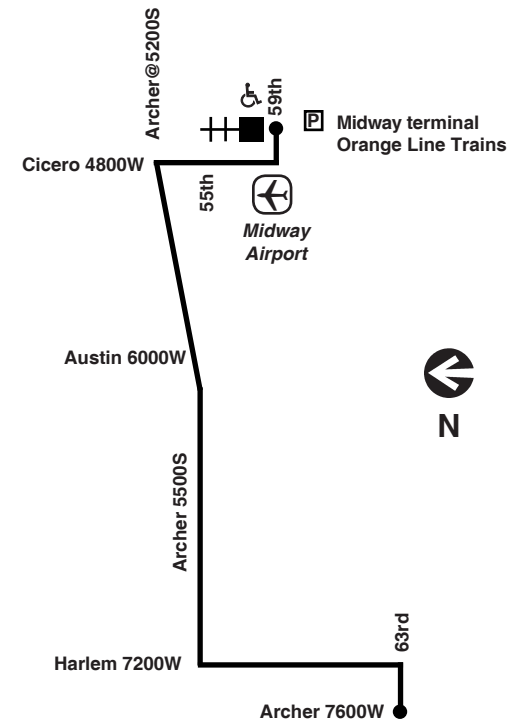 Archer@5200S
59th
P
Midway terminal
Orange Line Trains
Cicero 4800W
55th
Midway
Airport
Austin 6000W
N
Archer 5500S
63rd
Harlem 7200W
Archer 7600W